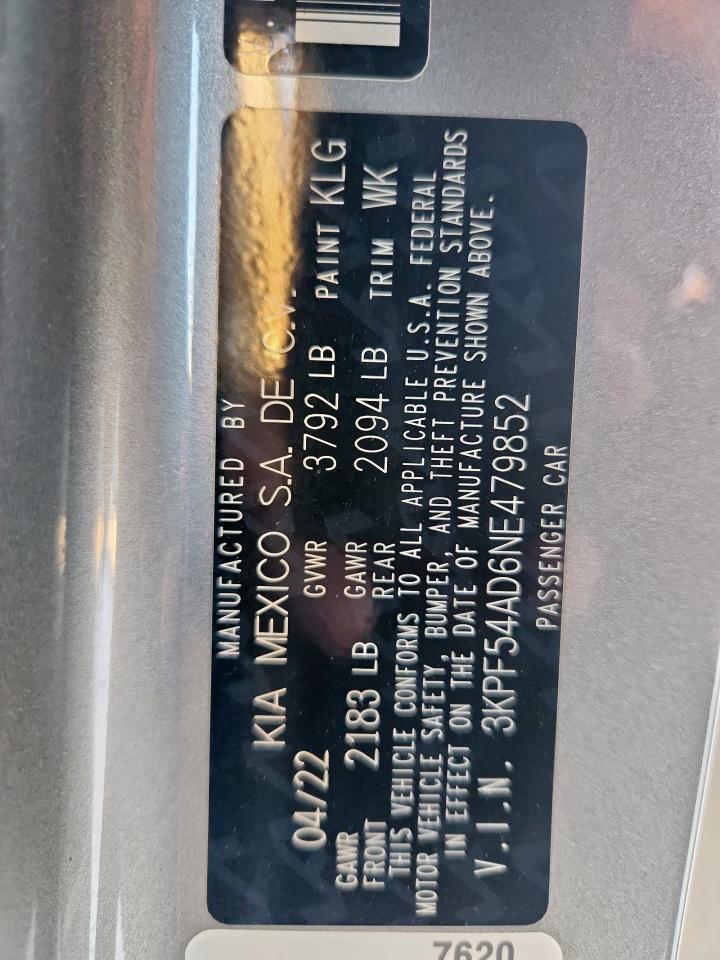 MANUFACTURED BY
KIA MEXICO S.A. DE C.V.
04/22 GVWR 3792 LB PAINT KLG
GAWR FRONT 2183 LB GAWR REAR 2094 LB TRIM WK
THIS VEHICLE CONFORMS TO ALL APPLICABLE U.S.A. FEDERAL
MOTOR VEHICLE SAFETY, BUMPER, AND THEFT PREVENTION STANDARDS
IN EFFECT ON THE DATE OF MANUFACTURE SHOWN ABOVE.
V.I.N. 3KPF54AD6NE479852
PASSENGER CAR
7620